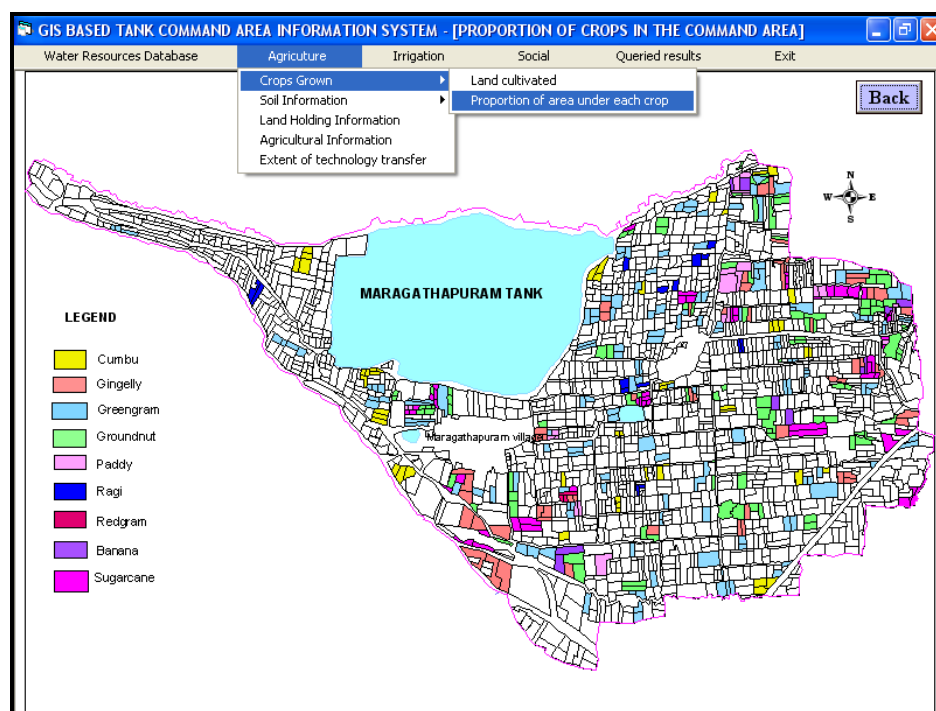 GIS BASED TANK COMMAND AREA INFORMATION SYSTEM - [PROPORTION OF CROPS IN THE COMMAND AREA]
Water Resources Database Agricuture Irrigation Social Queried results Exit
Crops Grown
Soil Information
Land Holding Information
Agricultural Information
Extent of technology transfer
Land cultivated
Proportion of area under each crop
Back
N
W E
S
MARAGATHAPURAM TANK
Maragathapuram village
LEGEND
Cumbu
Gingelly
Greengram
Groundnut
Paddy
Ragi
Redgram
Banana
Sugarcane